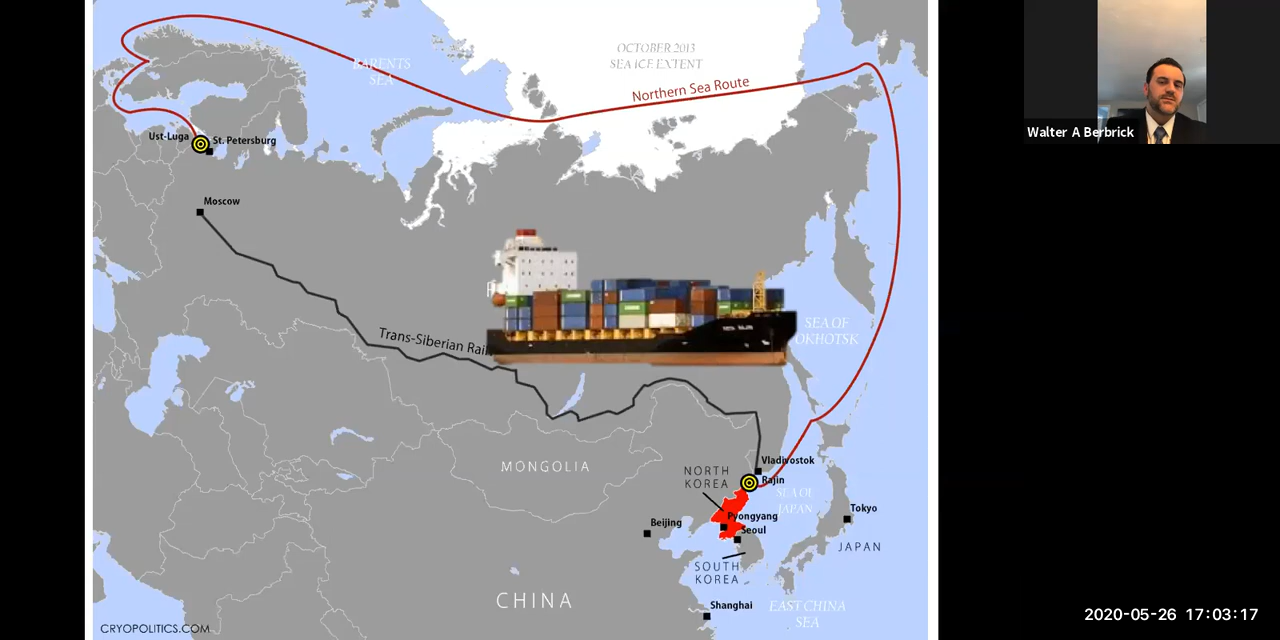 OCTOBER 2013
SEA ICE EXTENT
BARENTS
SEA
Northern Sea Route
Walter A Berbrick
Ust-Luga
St. Petersburg
Moscow
Trans-Siberian
SEA OF
OKHOTSK
MONGOLIA
NORTH
KOREA
Vladivostok
Rajin
SEA OF
JAPAN
Pyongyang
Seoul
Beijing
Tokyo
JAPAN
SOUTH
KOREA
CHINA
Shanghai
EAST CHINA
SEA
CRYOPOLITICS.COM
2020-05-26 17:03:17